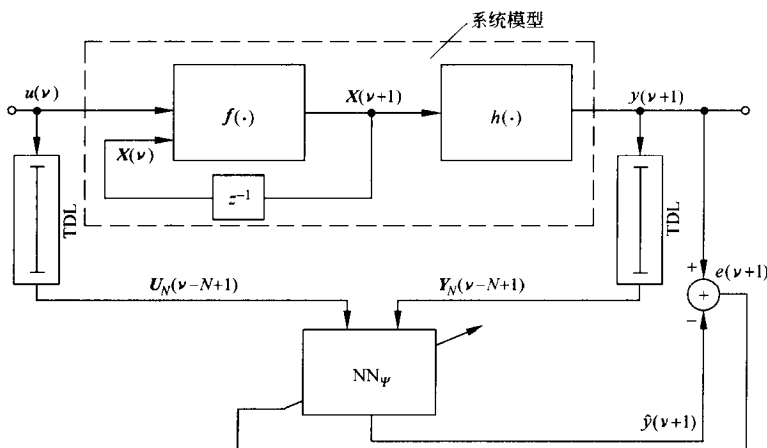 系统模型
u(ν)
f(·)
X(ν+1)
h(·)
y(ν+1)
X(ν)
z⁻¹
TDL
TDL
U_N(ν−N+1)
Y_N(ν−N+1)
+
e(ν+1)
+
−
NN_Ψ
ŷ(ν+1)